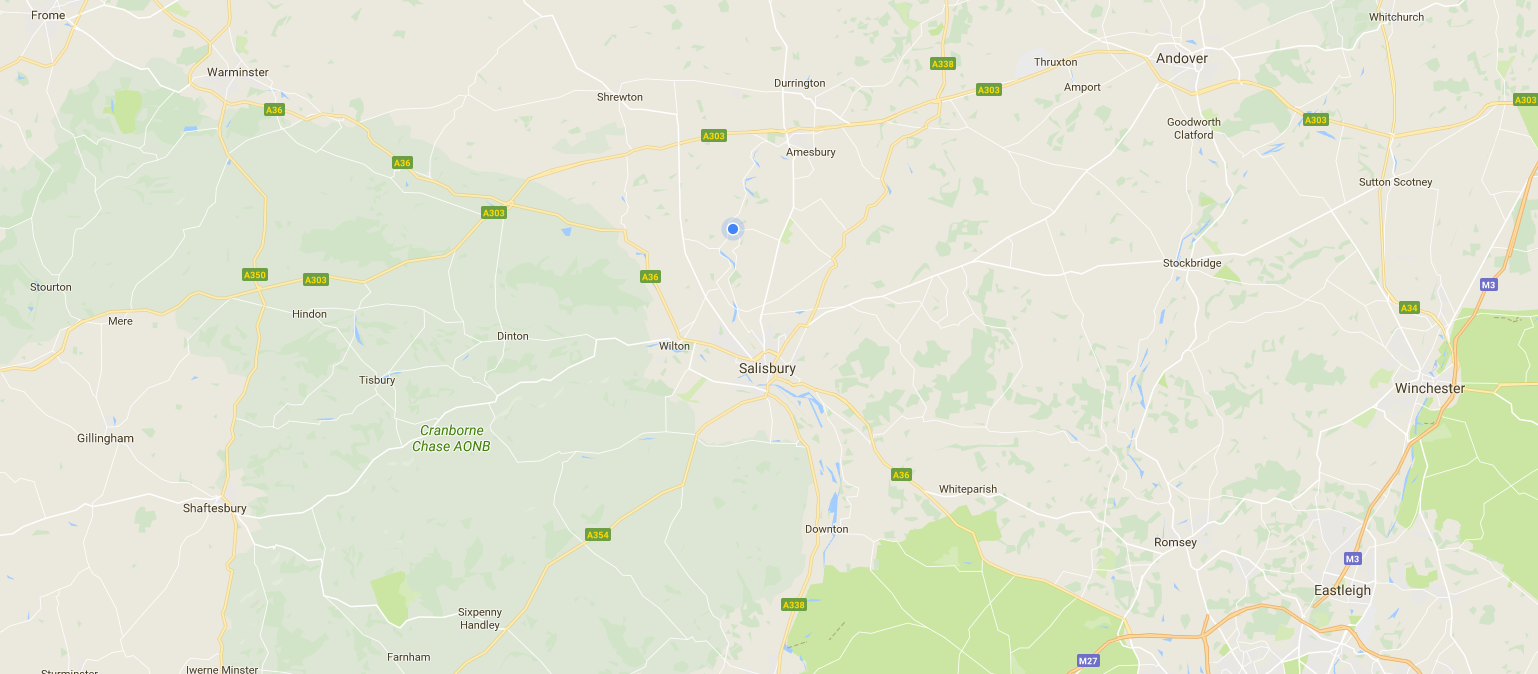 Frome
Whitchurch
Warminster
A338
Thruxton
Andover
Durrington
A303
Amport
Shrewton
A303
A36
A303
Goodworth
Clatford
A303
Amesbury
A36
Sutton Scotney
A303
Stockbridge
A350
A303
A36
M3
Stourton
A34
Hindon
Mere
Dinton
Wilton
Salisbury
Tisbury
Winchester
Cranborne
Chase AONB
Gillingham
A36
Whiteparish
Shaftesbury
Downton
A354
Romsey
M3
Eastleigh
A338
Sixpenny
Handley
Farnham
M27
Iwerne Minster
Sturminster